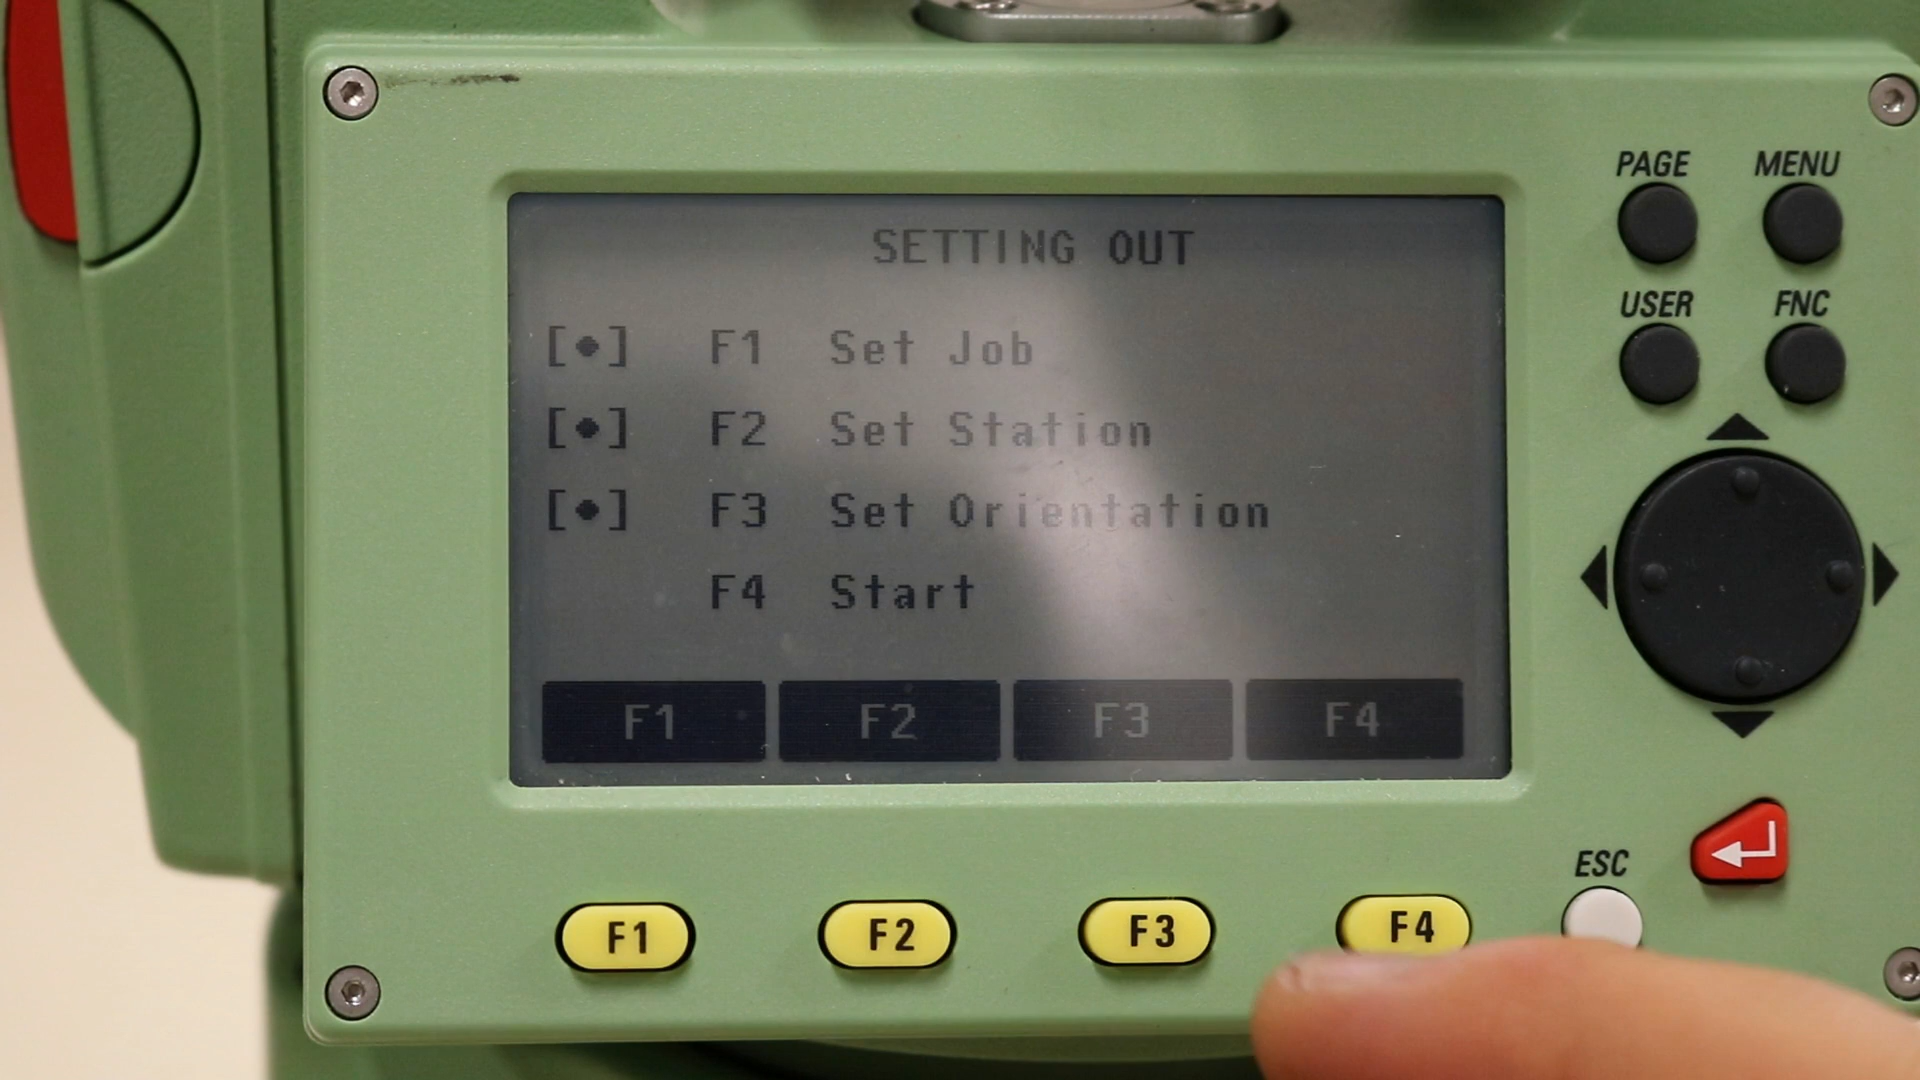 SETTING OUT
[•] F1 Set Job
[•] F2 Set Station
[•] F3 Set Orientation
F4 Start
F1 F2 F3 F4
PAGE MENU
USER FNC
ESC
F1 F2 F3 F4